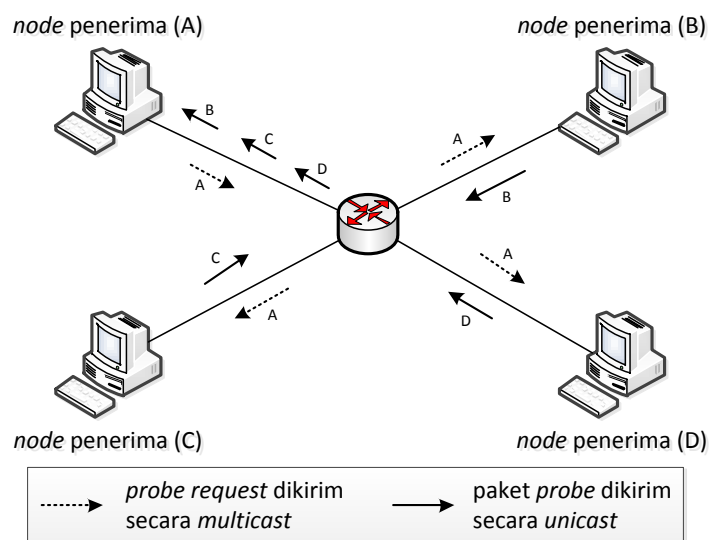 node penerima (A)
node penerima (B)
B
C
D
A
A
B
C
A
A
D
node penerima (C)
node penerima (D)
probe request dikirim
secara multicast
paket probe dikirim
secara unicast